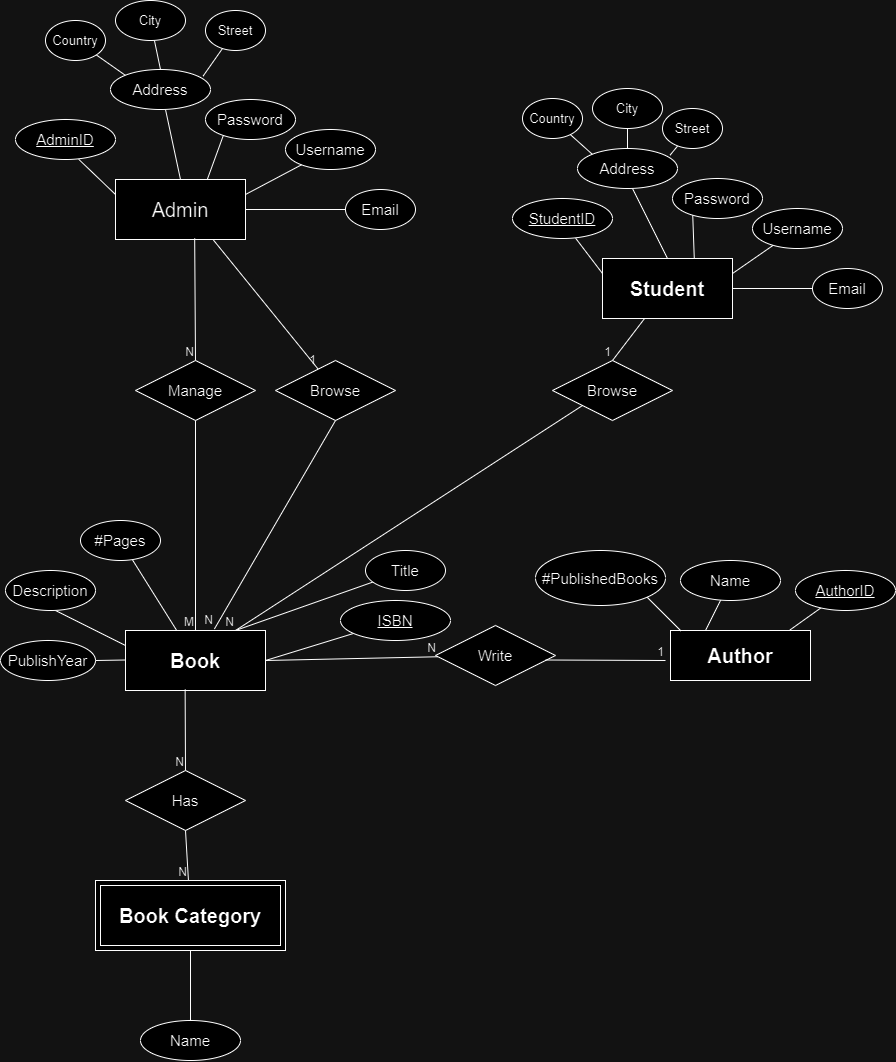 City
Street
Country
Address
Password
AdminID
Username
Admin
Email
City
Country
Street
Address
Password
StudentID
Username
Student
Email
N
1
1
Manage
Browse
Browse
#Pages
Title
#PublishedBooks
Name
Description
AuthorID
M
N
N
ISBN
PublishYear
Book
N
Write
1
Author
N
Has
N
Book Category
Name